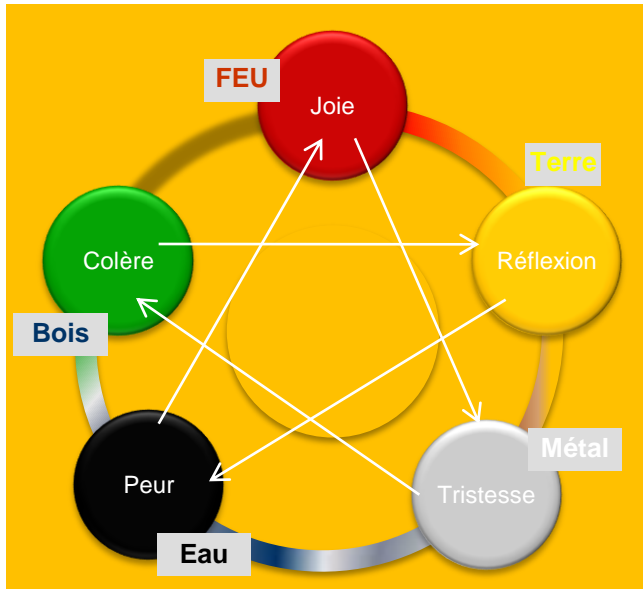 FEU
Joie
Terre
Colère
Réflexion
Bois
Métal
Peur
Tristesse
Eau